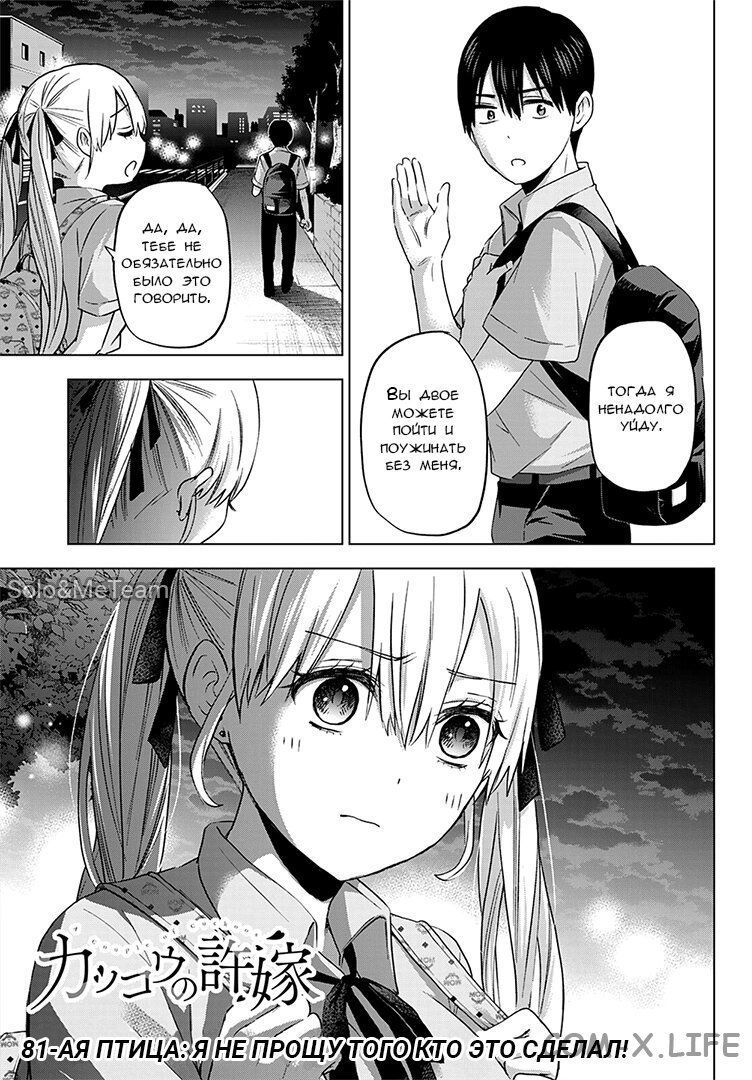 ТОГДА Я
НЕНАДОЛГО
УЙДУ.
ВЫ ДВОЕ
МОЖЕТЕ
ПОЙТИ И
ПОУЖИНАТЬ
БЕЗ МЕНЯ.
ДА, ДА,
ТЕБЕ НЕ
ОБЯЗАТЕЛЬНО
БЫЛО ЭТО
ГОВОРИТЬ.
Solo&MeTeam
カッコウの許嫁
81-АЯ ПТИЦА: Я НЕ ПРОЩУ ТОГО КТО ЭТО СДЕЛАЛ!
COM-X.LIFE